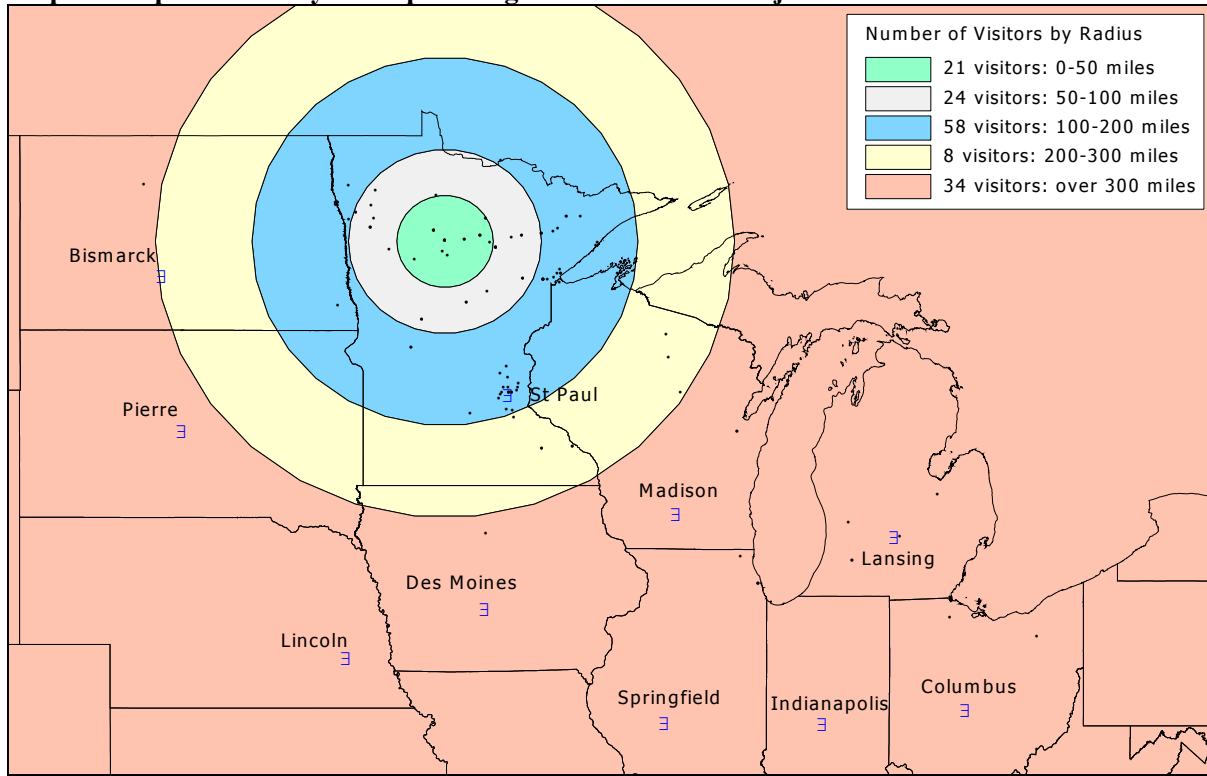 Number of Visitors by Radius
21 visitors: 0-50 miles
24 visitors: 50-100 miles
58 visitors: 100-200 miles
8 visitors: 200-300 miles
34 visitors: over 300 miles
Bismarck
St Paul
Pierre
Madison
Lansing
Des Moines
Lincoln
Springfield
Indianapolis
Columbus